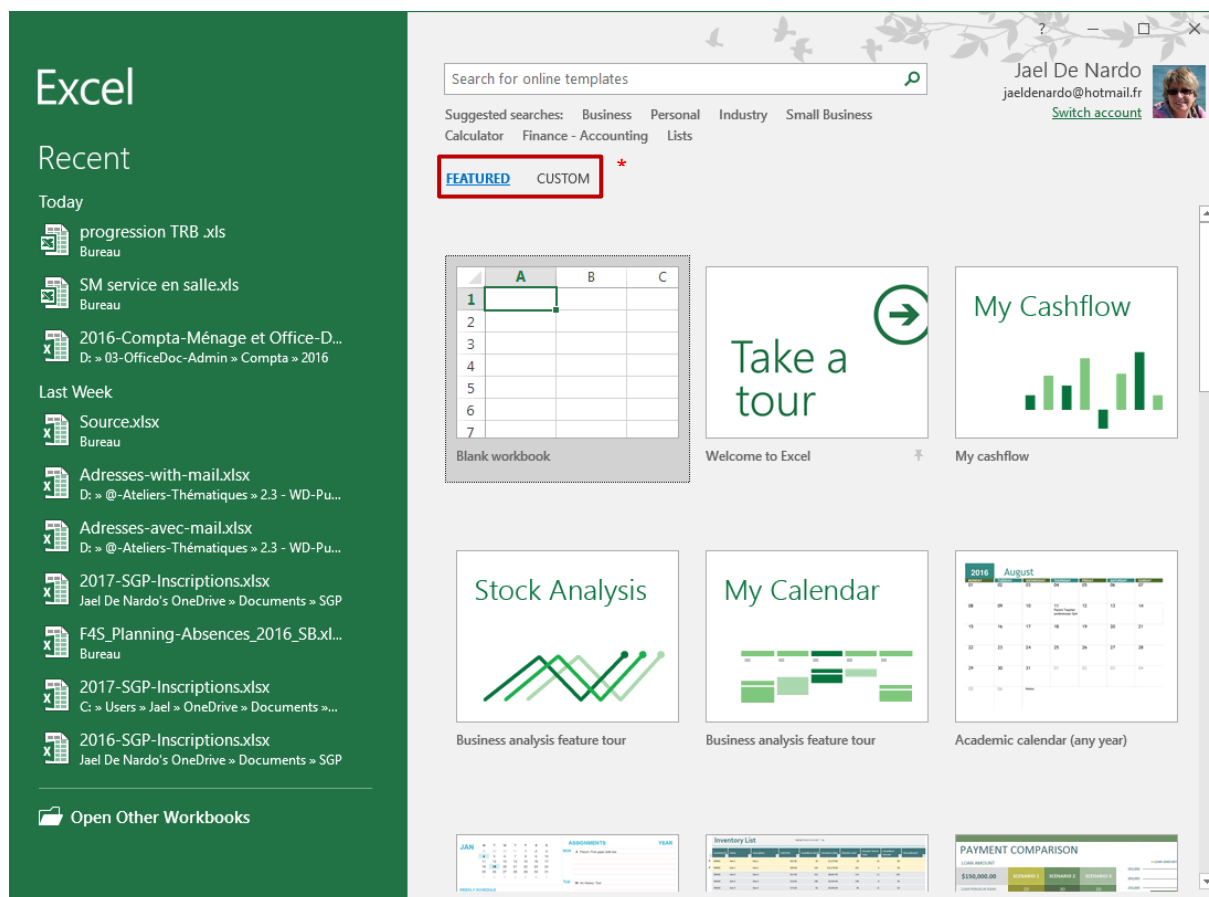 Excel
Recent
Today
progression TRB .xls
Bureau
SM service en salle.xls
Bureau
2016-Compta-Ménage et Office-D...
D: » 03-OfficeDoc-Admin » Compta » 2016
Last Week
Source.xlsx
Bureau
Adresses-with-mail.xlsx
D: » @-Ateliers-Thématiques » 2.3 - WD-Pu...
Adresses-avec-mail.xlsx
D: » @-Ateliers-Thématiques » 2.3 - WD-Pu...
2017-SGP-Inscriptions.xlsx
Jael De Nardo's OneDrive » Documents » SGP
F4S_Planning-Absences_2016_SB.xl...
Bureau
2017-SGP-Inscriptions.xlsx
C: » Users » Jael » OneDrive » Documents »...
2016-SGP-Inscriptions.xlsx
Jael De Nardo's OneDrive » Documents » SGP
Open Other Workbooks
?
Search for online templates
Jael De Nardo
jaeldenardo@hotmail.fr
Switch account
Suggested searches: Business Personal Industry Small Business
Calculator Finance - Accounting Lists
FEATURED CUSTOM *
A B C
1
2
3
4
5
6
7
Blank workbook
Take a
tour
Welcome to Excel
My Cashflow
My cashflow
Stock Analysis
Business analysis feature tour
My Calendar
Business analysis feature tour
2016 August
Academic calendar (any year)
JAN
ASSIGNMENTS YEAR
WEEKLY SCHEDULE
Inventory List
PAYMENT COMPARISON
LOAN AMOUNT
$150,000.00 SCENARIO 1 SCENARIO 2 SCENARIO 3